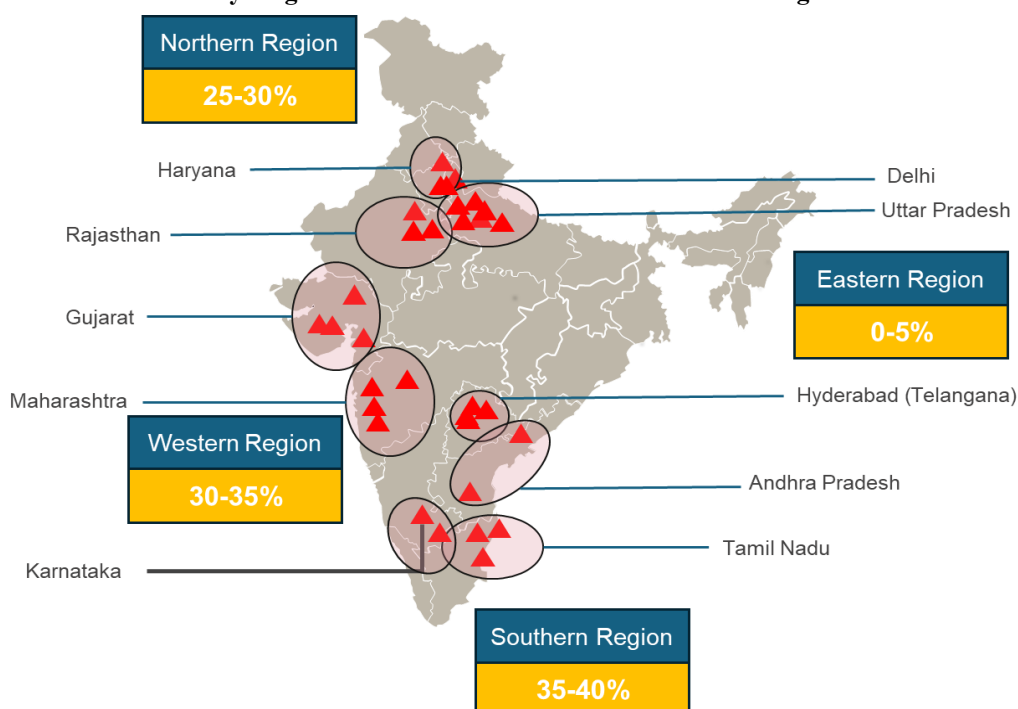 Northern Region
25-30%
Haryana
Delhi
Uttar Pradesh
Rajasthan
Eastern Region
0-5%
Gujarat
Hyderabad (Telangana)
Maharashtra
Western Region
30-35%
Andhra Pradesh
Tamil Nadu
Karnataka
Southern Region
35-40%